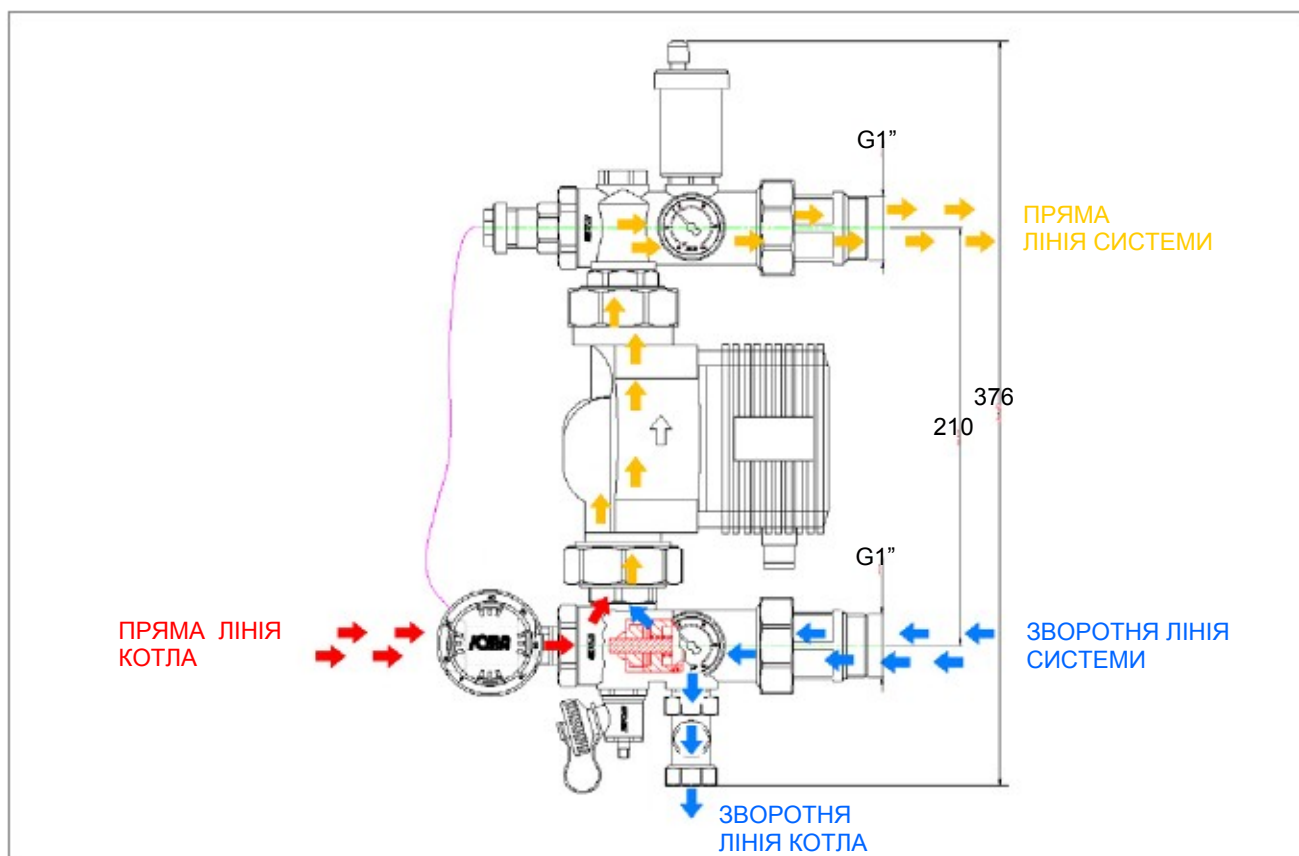 G1”
ПРЯМА
ЛІНІЯ СИСТЕМИ
376
210
G1”
ПРЯМА ЛІНІЯ
КОТЛА
ЗВОРОТНЯ ЛІНІЯ
СИСТЕМИ
ЗВОРОТНЯ
ЛІНІЯ КОТЛА